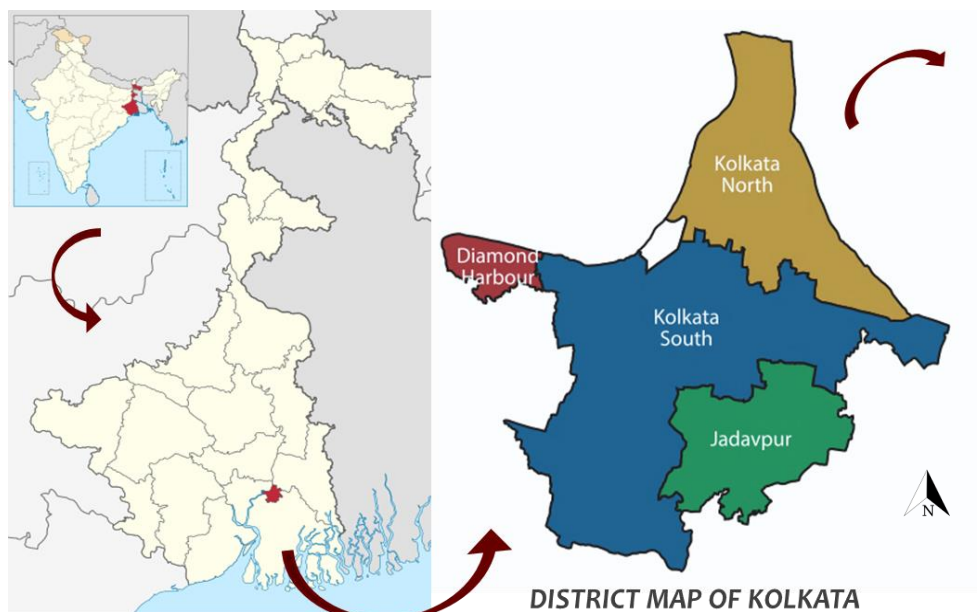 Kolkata
North
Diamond
Harbour
Kolkata
South
Jadavpur
N
DISTRICT MAP OF KOLKATA